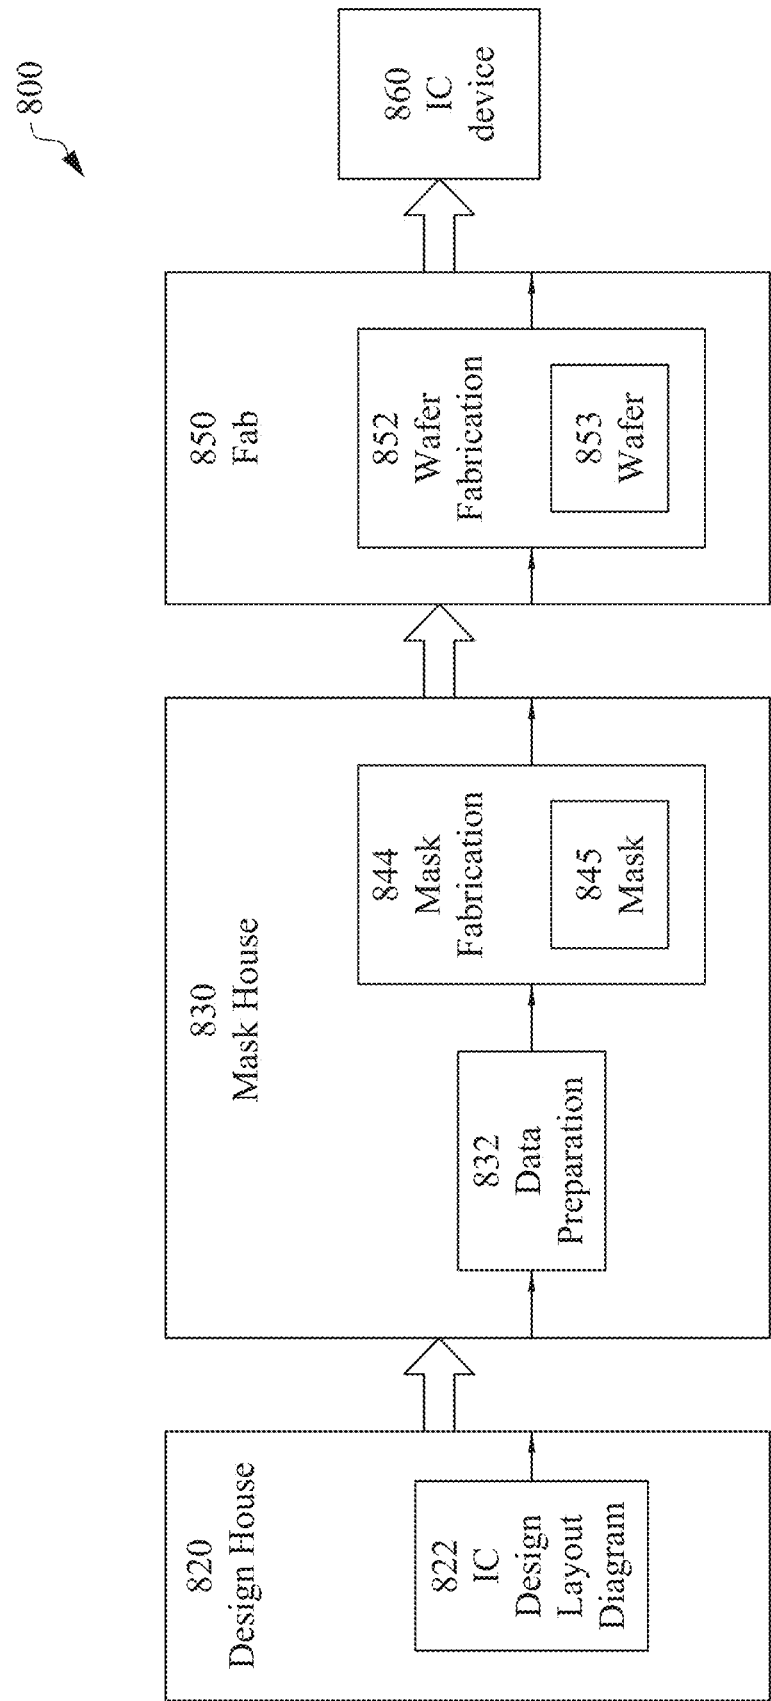 800
820
Design House
822
IC
Design
Layout
Diagram
830
Mask House
832
Data
Preparation
844
Mask
Fabrication
845
Mask
850
Fab
852
Wafer
Fabrication
853
Wafer
860
IC
device